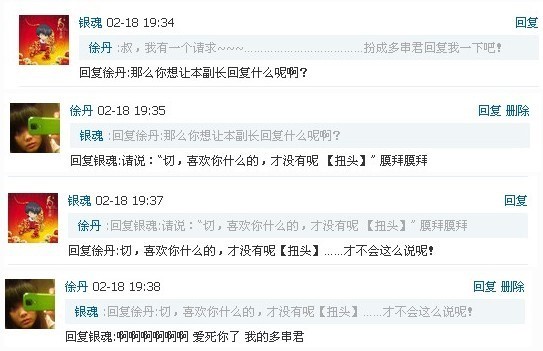 银魂 02-18 19:34 回复
徐丹 :叔，我有一个请求~~~.......................................扮成多串君回复我一下吧！
回复徐丹:那么你想让本副长回复什么呢啊？
徐丹 02-18 19:35 回复 删除
银魂 :回复徐丹:那么你想让本副长回复什么呢啊？
回复银魂:请说：“切，喜欢你什么的，才没有呢 【扭头】” 膜拜膜拜
银魂 02-18 19:37 回复
徐丹 :回复银魂:请说：“切，喜欢你什么的，才没有呢 【扭头】” 膜拜膜拜
回复徐丹:切，喜欢你什么的，才没有呢【扭头】......才不会这么说呢！
徐丹 02-18 19:38 回复 删除
银魂 :回复徐丹:切，喜欢你什么的，才没有呢【扭头】......才不会这么说呢！
回复银魂:啊啊啊啊啊啊 爱死你了 我的多串君